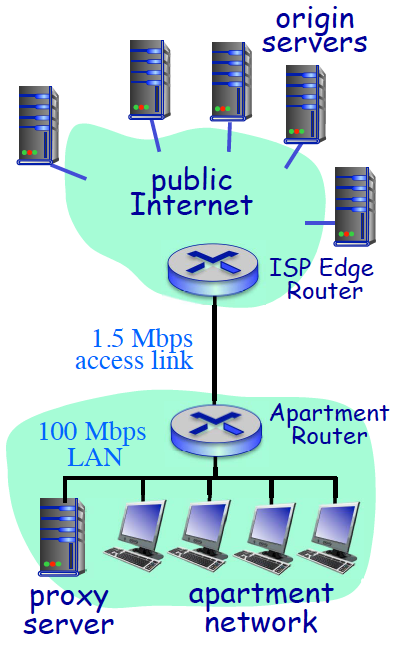 origin
servers
public
Internet
ISP Edge
Router
1.5 Mbps
access link
Apartment
Router
100 Mbps
LAN
proxy
server
apartment
network